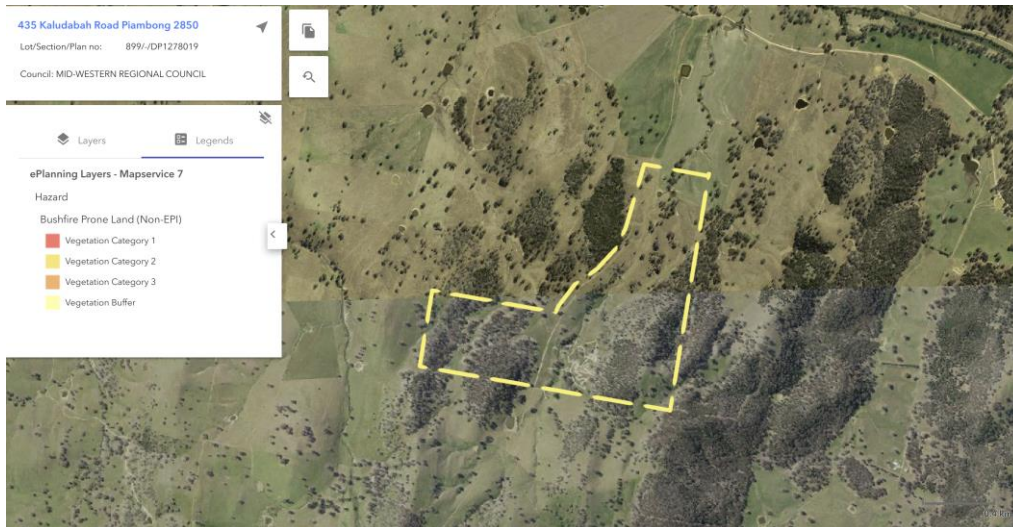 435 Kaludabah Road Piambong 2850
Lot/Section/Plan no: 899/-/DP1278019
Council: MID-WESTERN REGIONAL COUNCIL
Layers Legends
ePlanning Layers - Mapservice 7
Hazard
Bushfire Prone Land (Non-EPI)
Vegetation Category 1
Vegetation Category 2
Vegetation Category 3
Vegetation Buffer